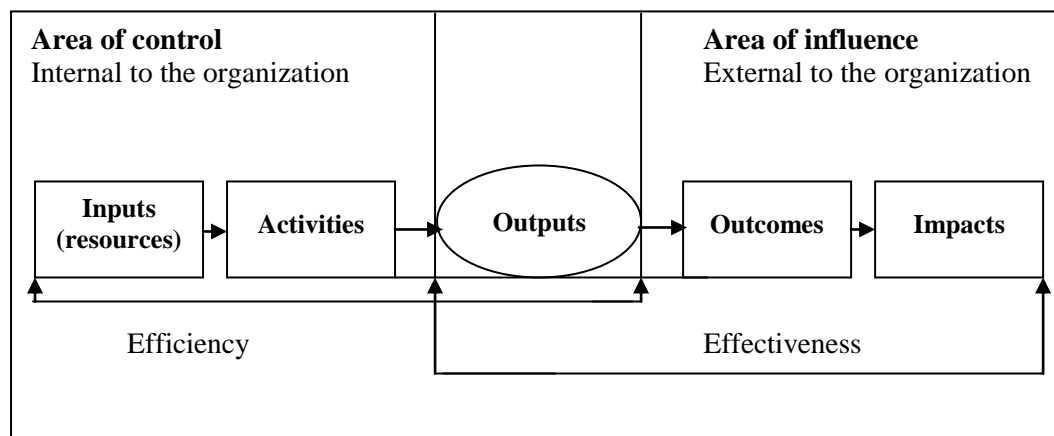 Area of control
Internal to the organization
Area of influence
External to the organization
Inputs
(resources)
Activities
Outputs
Outcomes
Impacts
Efficiency
Effectiveness